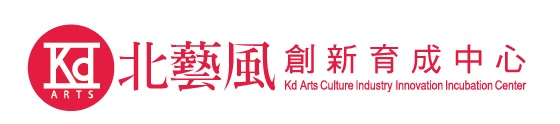 Kd
ARTS
北藝風
創新育成中心
Kd Arts Culture Industry Innovation Incubation Center